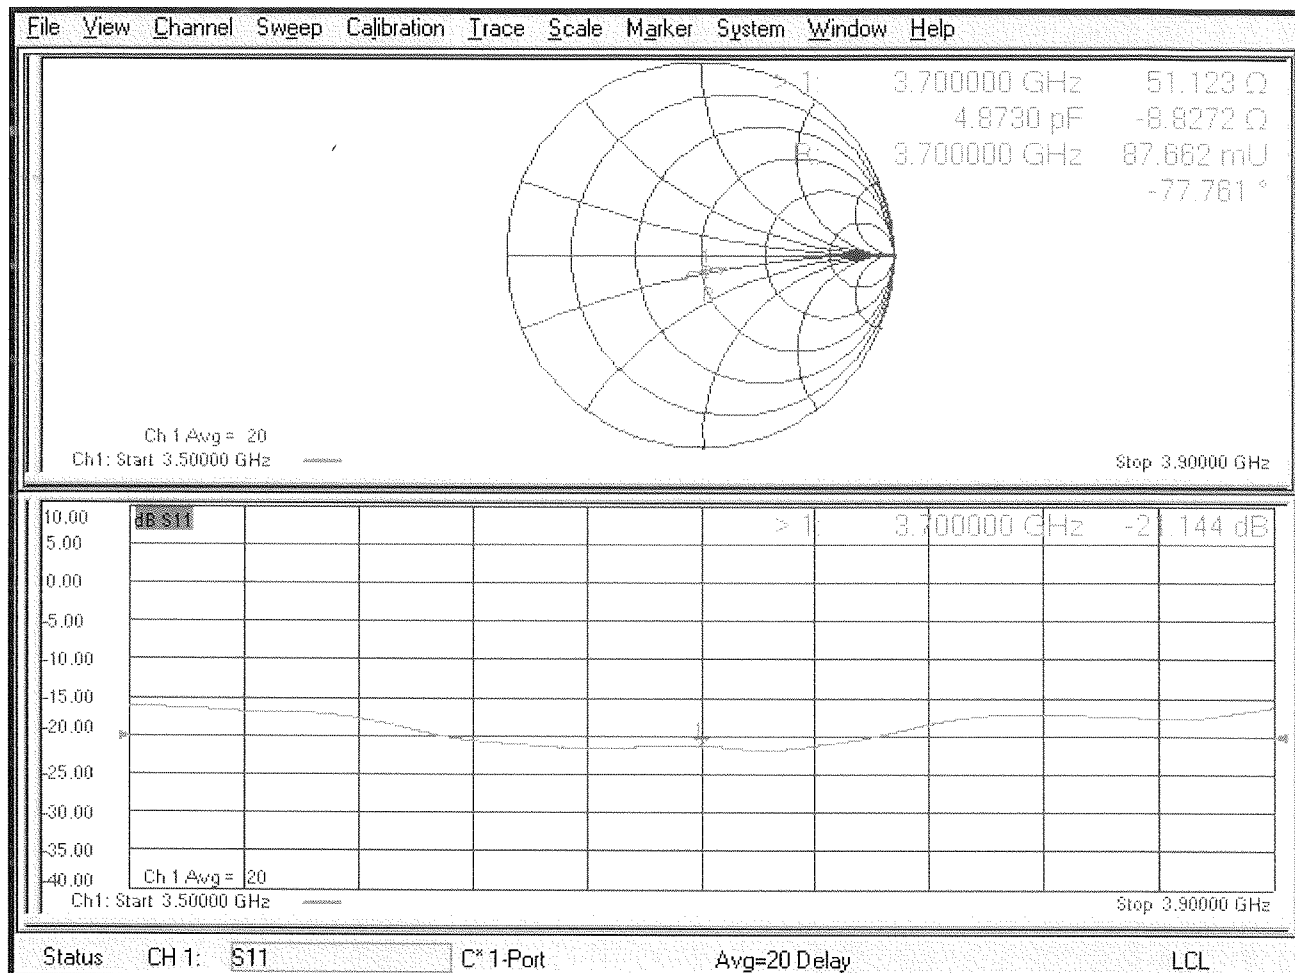 File View Channel Sweep Calibration Trace Scale Marker System Window Help
> 1: 3.700000 GHz 51.123 Ω
4.8730 pF -8.8272 Ω
R: 3.700000 GHz 87.662 mU
-77.761 °
Ch 1 Avg = 20
Ch1: Start 3.50000 GHz
Stop 3.90000 GHz
10.00
dB S11
> 1: 3.700000 GHz -21.144 dB
5.00
0.00
-5.00
-10.00
-15.00
-20.00
-25.00
-30.00
-35.00
-40.00
Ch 1 Avg = 20
Ch1: Start 3.50000 GHz
Stop 3.90000 GHz
Status CH 1: S11 C* 1-Port Avg=20 Delay LCL